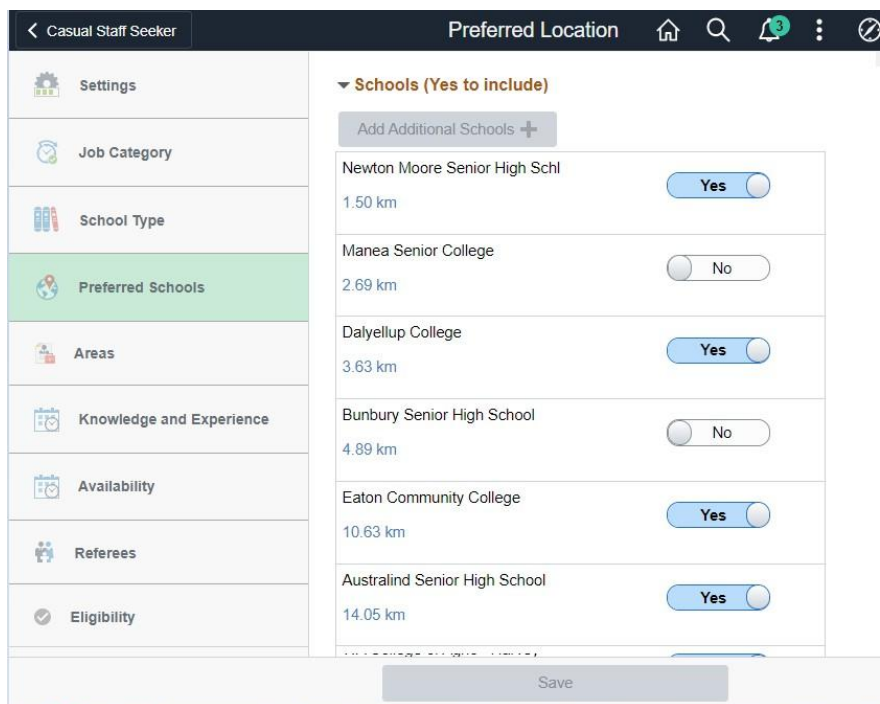 Casual Staff Seeker
Preferred Location
3
Settings
Job Category
School Type
Preferred Schools
Areas
Knowledge and Experience
Availability
Referees
Eligibility
Schools (Yes to include)
Add Additional Schools
Newton Moore Senior High Schl
Yes
1.50 km
Manea Senior College
No
2.69 km
Dalyellup College
Yes
3.63 km
Bunbury Senior High School
No
4.89 km
Eaton Community College
Yes
10.63 km
Australind Senior High School
Yes
14.05 km
Save